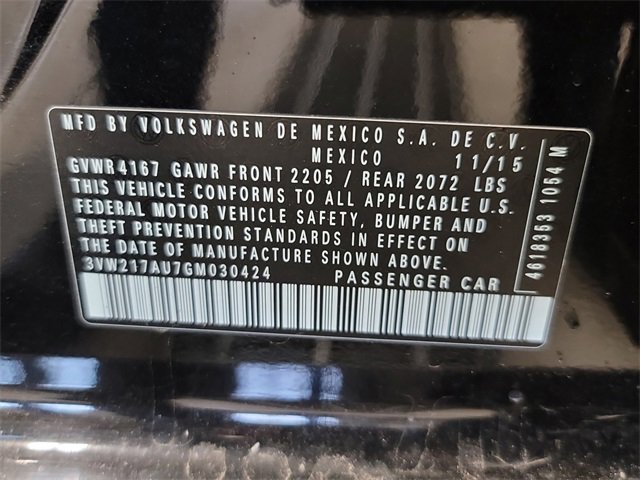 MFD BY VOLKSWAGEN DE MEXICO S.A. DE C.V.
MEXICO 11/15
GVWR4167 GAWR FRONT 2205 / REAR 2072 LBS
THIS VEHICLE CONFORMS TO ALL APPLICABLE U.S.
FEDERAL MOTOR VEHICLE SAFETY, BUMPER AND
THEFT PREVENTION STANDARDS IN EFFECT ON
THE DATE OF MANUFACTURE SHOWN ABOVE.
3VW217AU7GM030424 PASSENGER CAR
4618353 1054 M